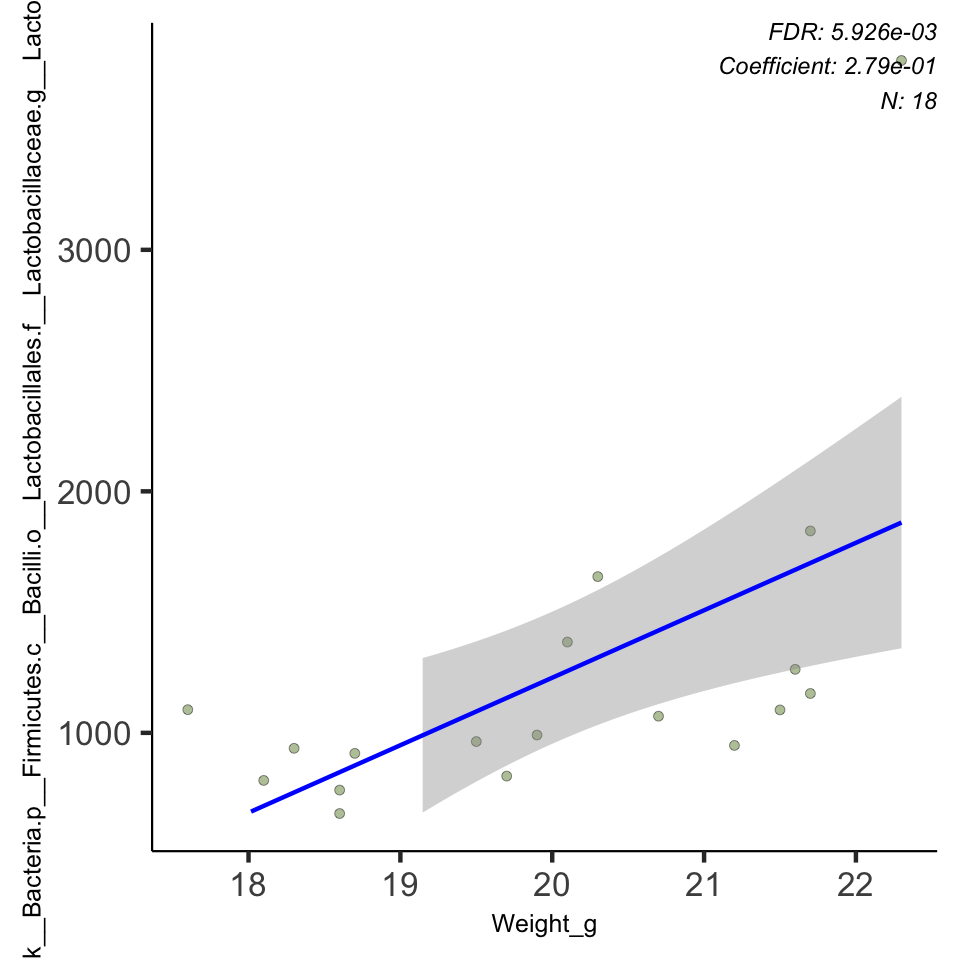 FDR: 5.926e-03
Coefficient: 2.79e-01
N: 18
k__Bacteria.p__Firmicutes.c__Bacilli.o__Lactobacillales.f__Lactobacillaceae.g__Lacto
3000
2000
1000
18 19 20 21 22
Weight_g